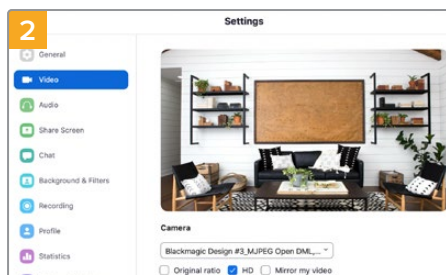 2
Settings
General
Video
Audio
Share Screen
Chat
Background & Filters
Recording
Profile
Statistics
Camera
Blackmagic Design #3_MJPEG Open DML,...
Original ratio HD Mirror my video